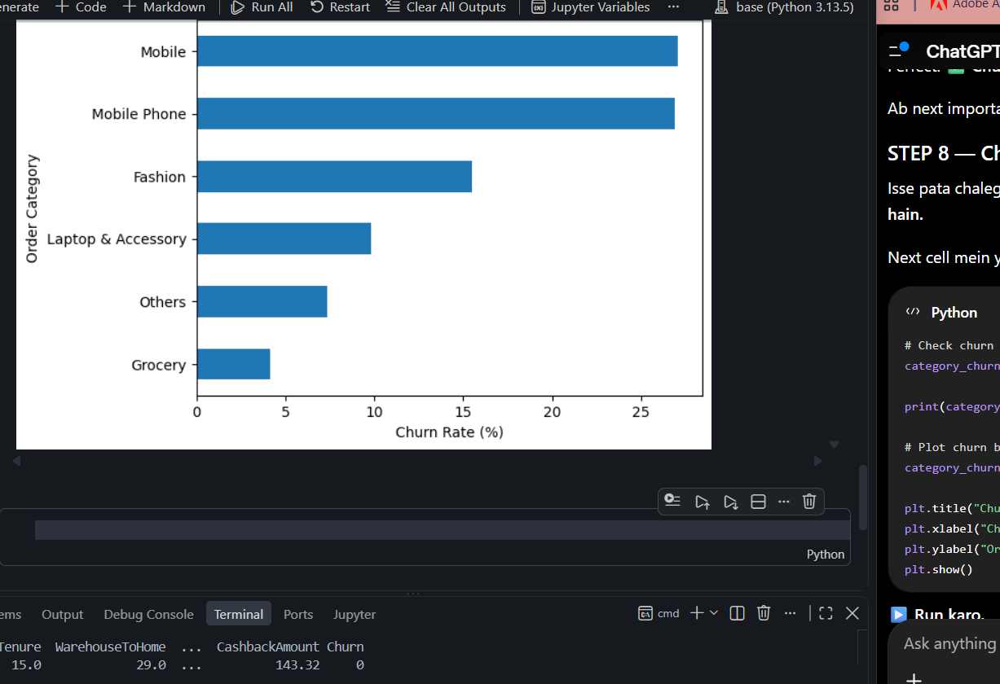 enerate Code Markdown Run All Restart Clear All Outputs Jupyter Variables ... base (Python 3.13.5)
Mobile
Mobile Phone
Fashion
Laptop & Accessory
Others
Grocery
Order Category
0 5 10 15 20 25
Churn Rate (%)
Python
ems Output Debug Console Terminal Ports Jupyter cmd
Tenure WarehouseToHome ... CashbackAmount Churn
15.0 29.0 ... 143.32 0
Adobe A
ChatGPT
Ab next importa
STEP 8 — Ch
Isse pata chaleg
hain.
Next cell mein y
Python
# Check churn
category_churn
print(category
# Plot churn b
category_churn
plt.title("Chu
plt.xlabel("Ch
plt.ylabel("Or
plt.show()
Run karo.
Ask anything